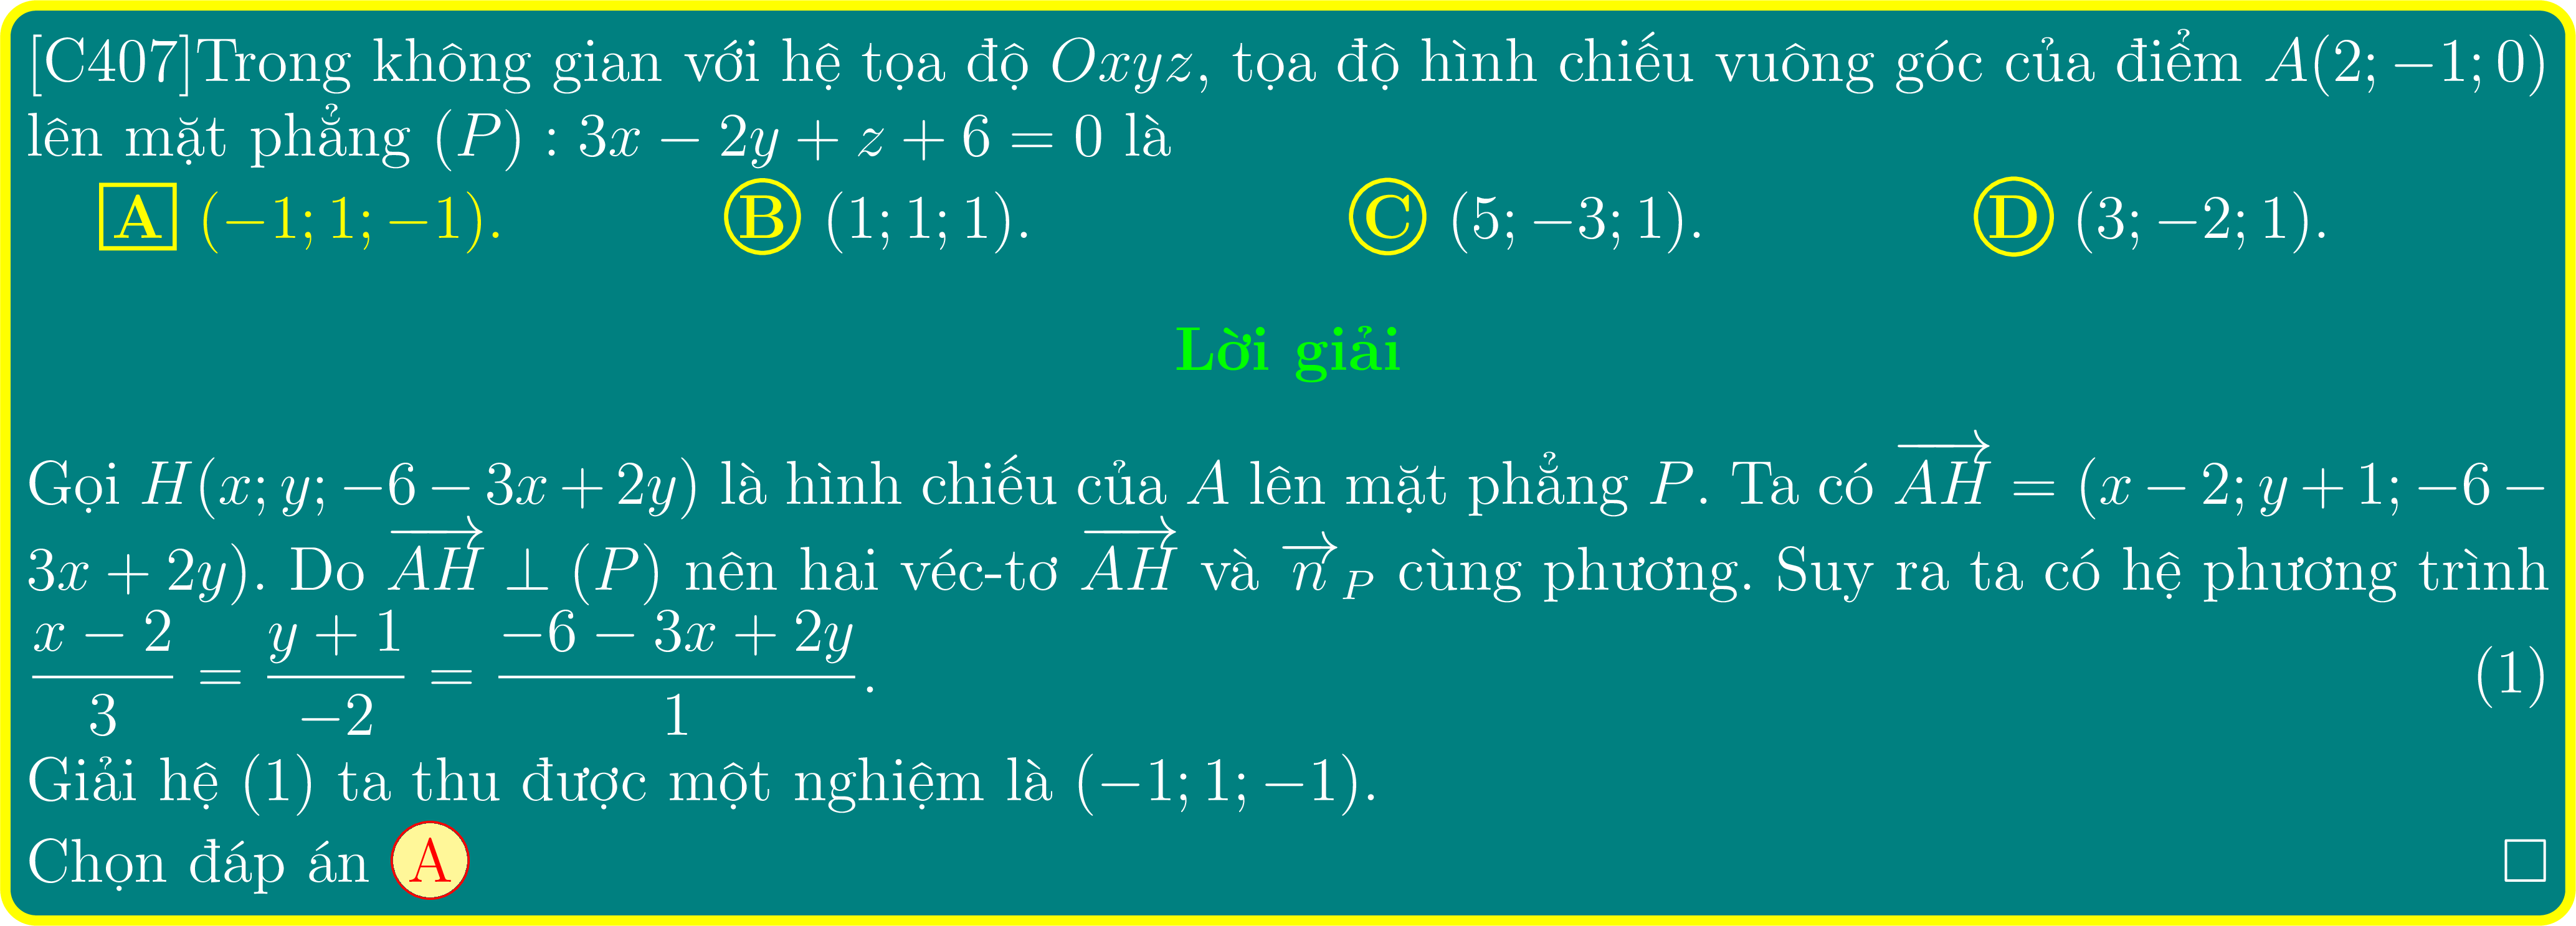 [C407]Trong không gian với hệ tọa độ Oxyz, tọa độ hình chiếu vuông góc của điểm A(2; −1; 0)
lên mặt phẳng (P) : 3x − 2y + z + 6 = 0 là
A (−1; 1; −1). B (1; 1; 1). C (5; −3; 1). D (3; −2; 1).
Lời giải
Gọi H(x; y; −6 − 3x + 2y) là hình chiếu của A lên mặt phẳng P. Ta có $\overrightarrow{AH}$ = (x − 2; y + 1; −6 −
3x + 2y). Do $\overrightarrow{AH}$ ⊥ (P) nên hai véc-tơ $\overrightarrow{AH}$ và $\overrightarrow{n}_P$ cùng phương. Suy ra ta có hệ phương trình
$\frac{x-2}{3} = \frac{y+1}{-2} = \frac{-6-3x+2y}{1}$. (1)
Giải hệ (1) ta thu được một nghiệm là (−1; 1; −1).
Chọn đáp án A □